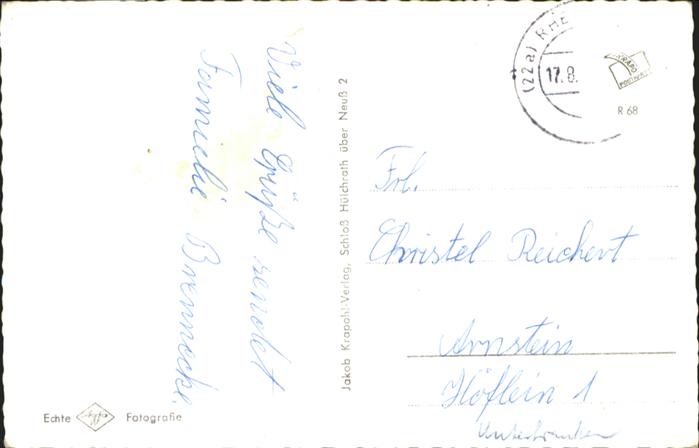 Viele Grüße sendet
Familie Brennecke.
Jakob Krapohl-Verlag, Schloß Hülchrath über Neuß 2
Echte Fotografie
(22a) RHE
17.8.
R 68
Frl.
Christel Reichert
Arnstein
Höflein 1
Unterfranken